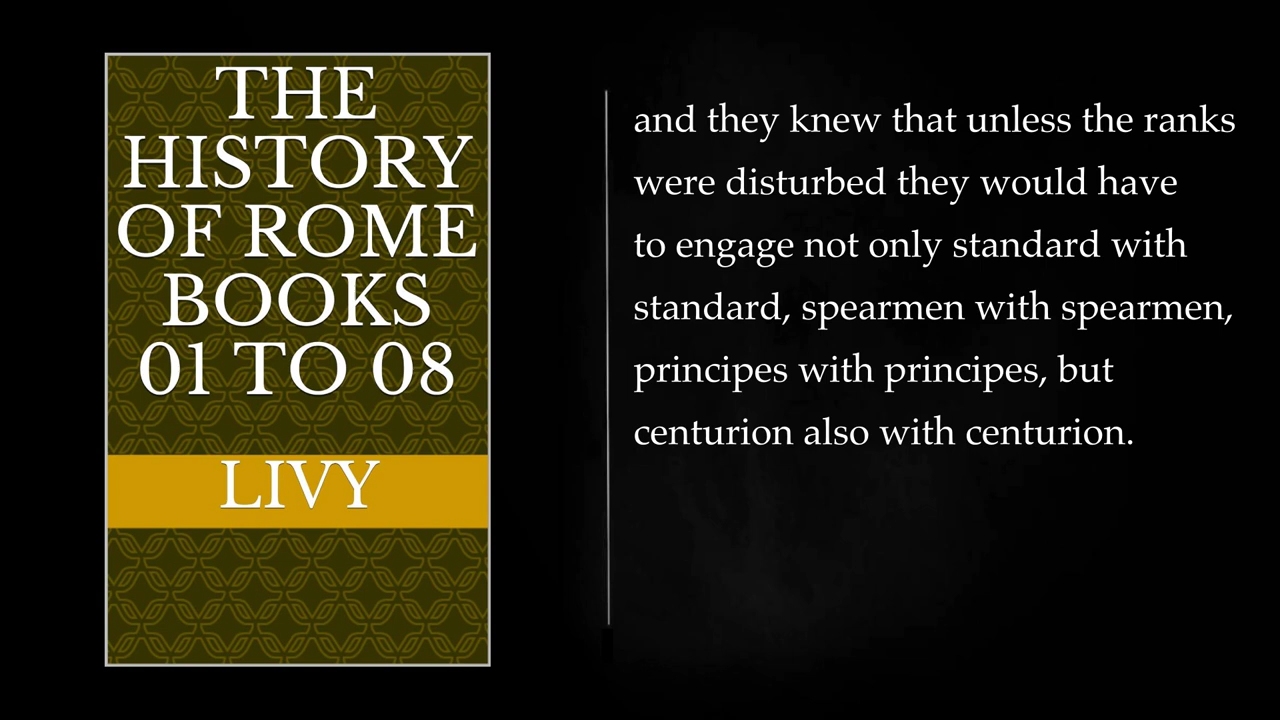 THE
HISTORY
OF ROME
BOOKS
01 TO 08
LIVY
and they knew that unless the ranks
were disturbed they would have
to engage not only standard with
standard, spearmen with spearmen,
principes with principes, but
centurion also with centurion.